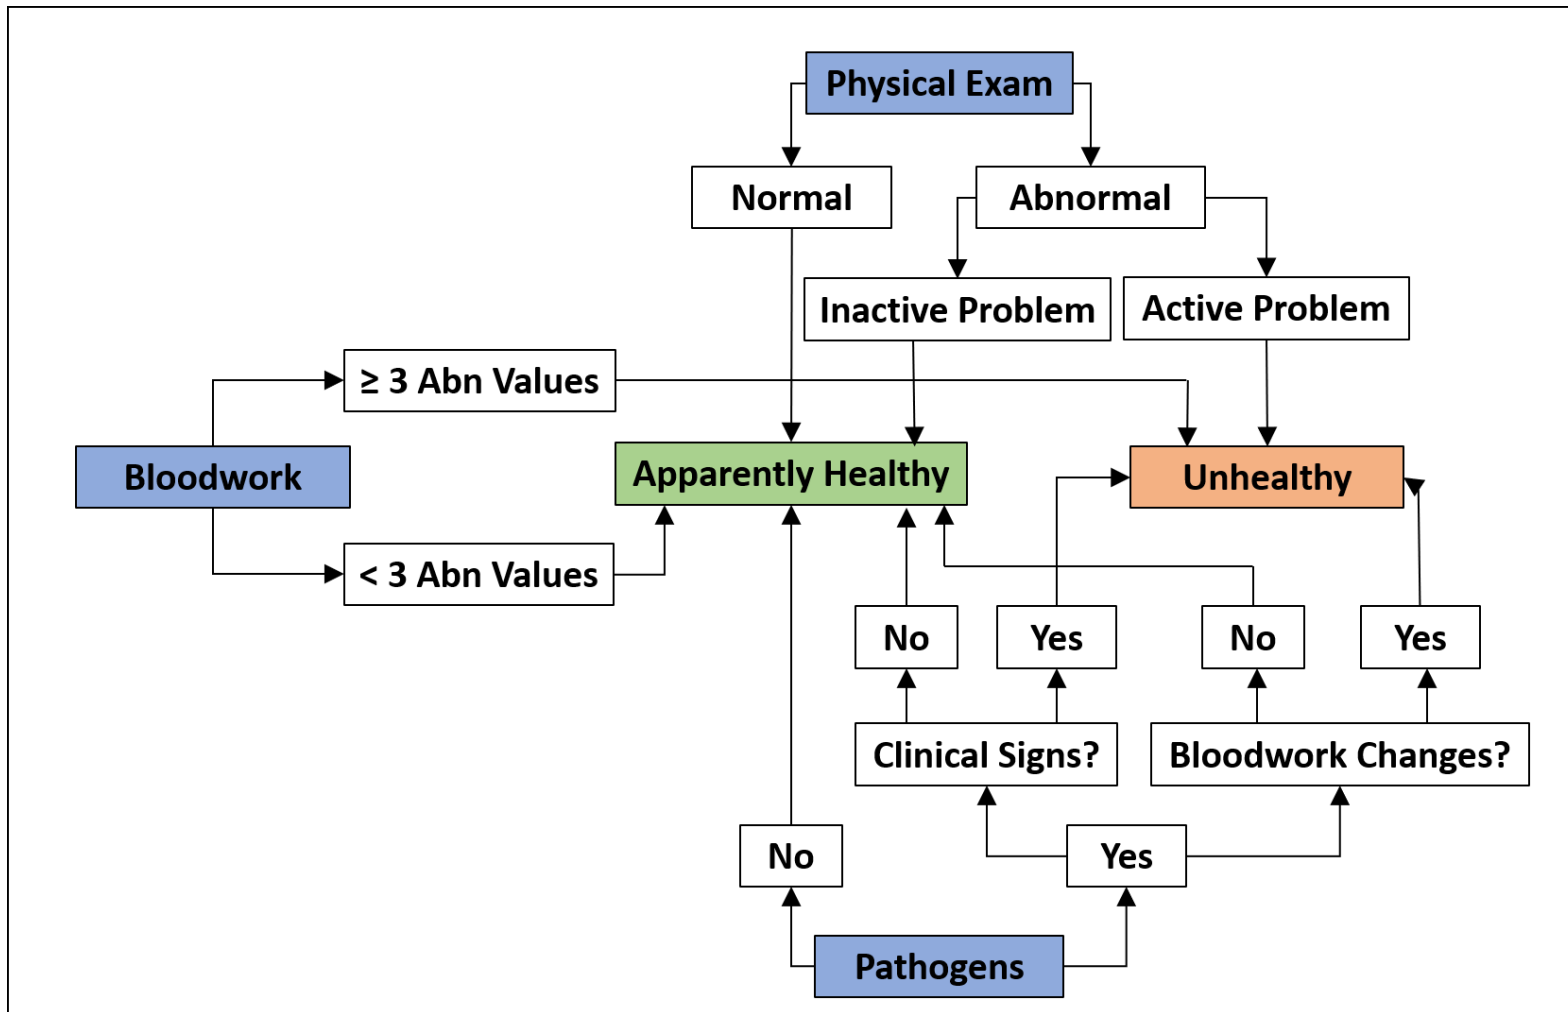 Physical Exam
Normal
Abnormal
Inactive Problem
Active Problem
≥ 3 Abn Values
Bloodwork
Apparently Healthy
Unhealthy
< 3 Abn Values
No
Yes
No
Yes
Clinical Signs?
Bloodwork Changes?
No
Yes
Pathogens